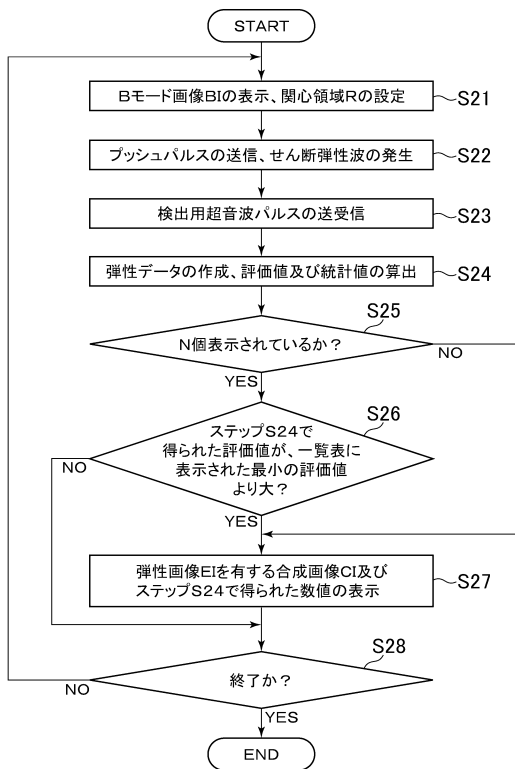 START
Bモード画像BIの表示、関心領域Rの設定
S21
プッシュパルスの送信、せん断弾性波の発生
S22
検出用超音波パルスの送受信
S23
弾性データの作成、評価値及び統計値の算出
S24
S25
N個表示されているか?
NO
YES
S26
ステップS24で
得られた評価値が、一覧表に
表示された最小の評価値
より大?
NO
YES
弾性画像EIを有する合成画像CI及び
ステップS24で得られた数値の表示
S27
S28
終了か?
NO
YES
END